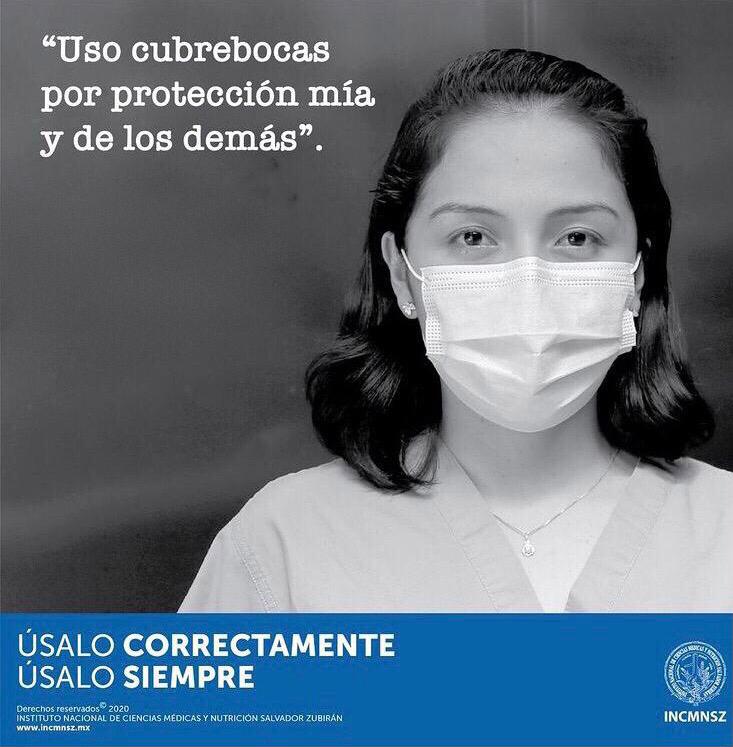 “Uso cubrebocas
por protección mía
y de los demás”.
ÚSALO CORRECTAMENTE
ÚSALO SIEMPRE
Derechos reservados© 2020
INSTITUTO NACIONAL DE CIENCIAS MÉDICAS Y NUTRICIÓN SALVADOR ZUBIRÁN
www.incmnsz.mx
INCMNSZ